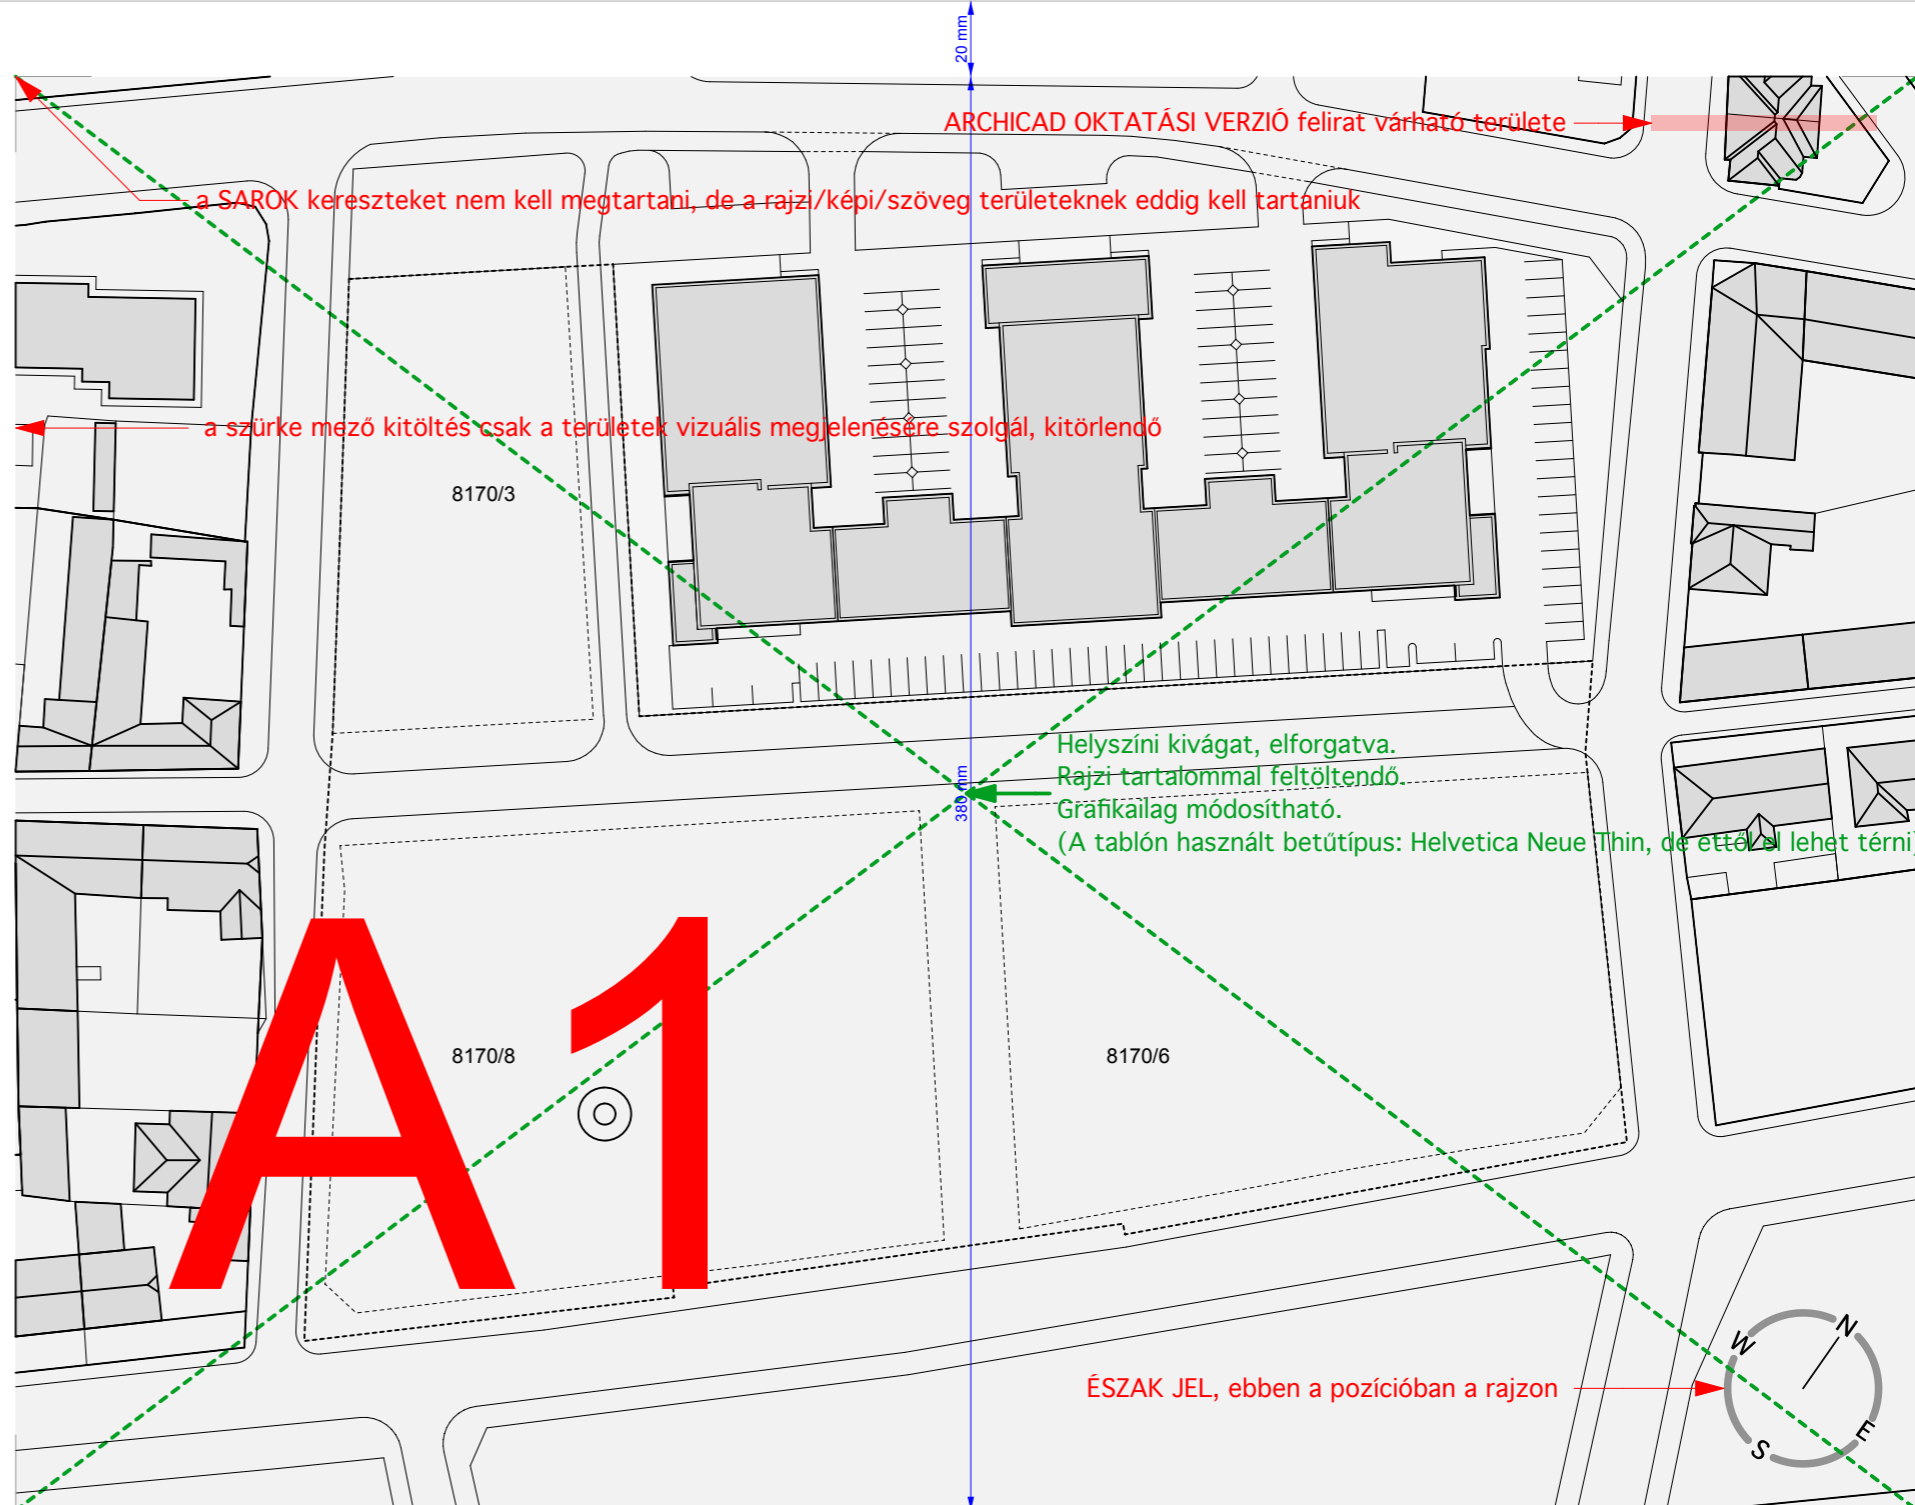 20 mm
ARCHICAD OKTATÁSI VERZIÓ felirat várható területe
a SAROK kereszteket nem kell megtartani, de a rajzi/képi/szöveg területeknek eddig kell tartaniuk
a szürke mező kitöltés csak a területek vizuális megjelenésére szolgál, kitörlendő
8170/3
Helyszíni kivágat, elforgatva.
Rajzi tartalommal feltöltendő.
Grafikailag módosítható.
(A tablón használt betűtípus: Helvetica Neue Thin, de ettől el lehet térni)
380 mm
A1
8170/8
8170/6
N
W
ÉSZAK JEL, ebben a pozícióban a rajzon
E
S